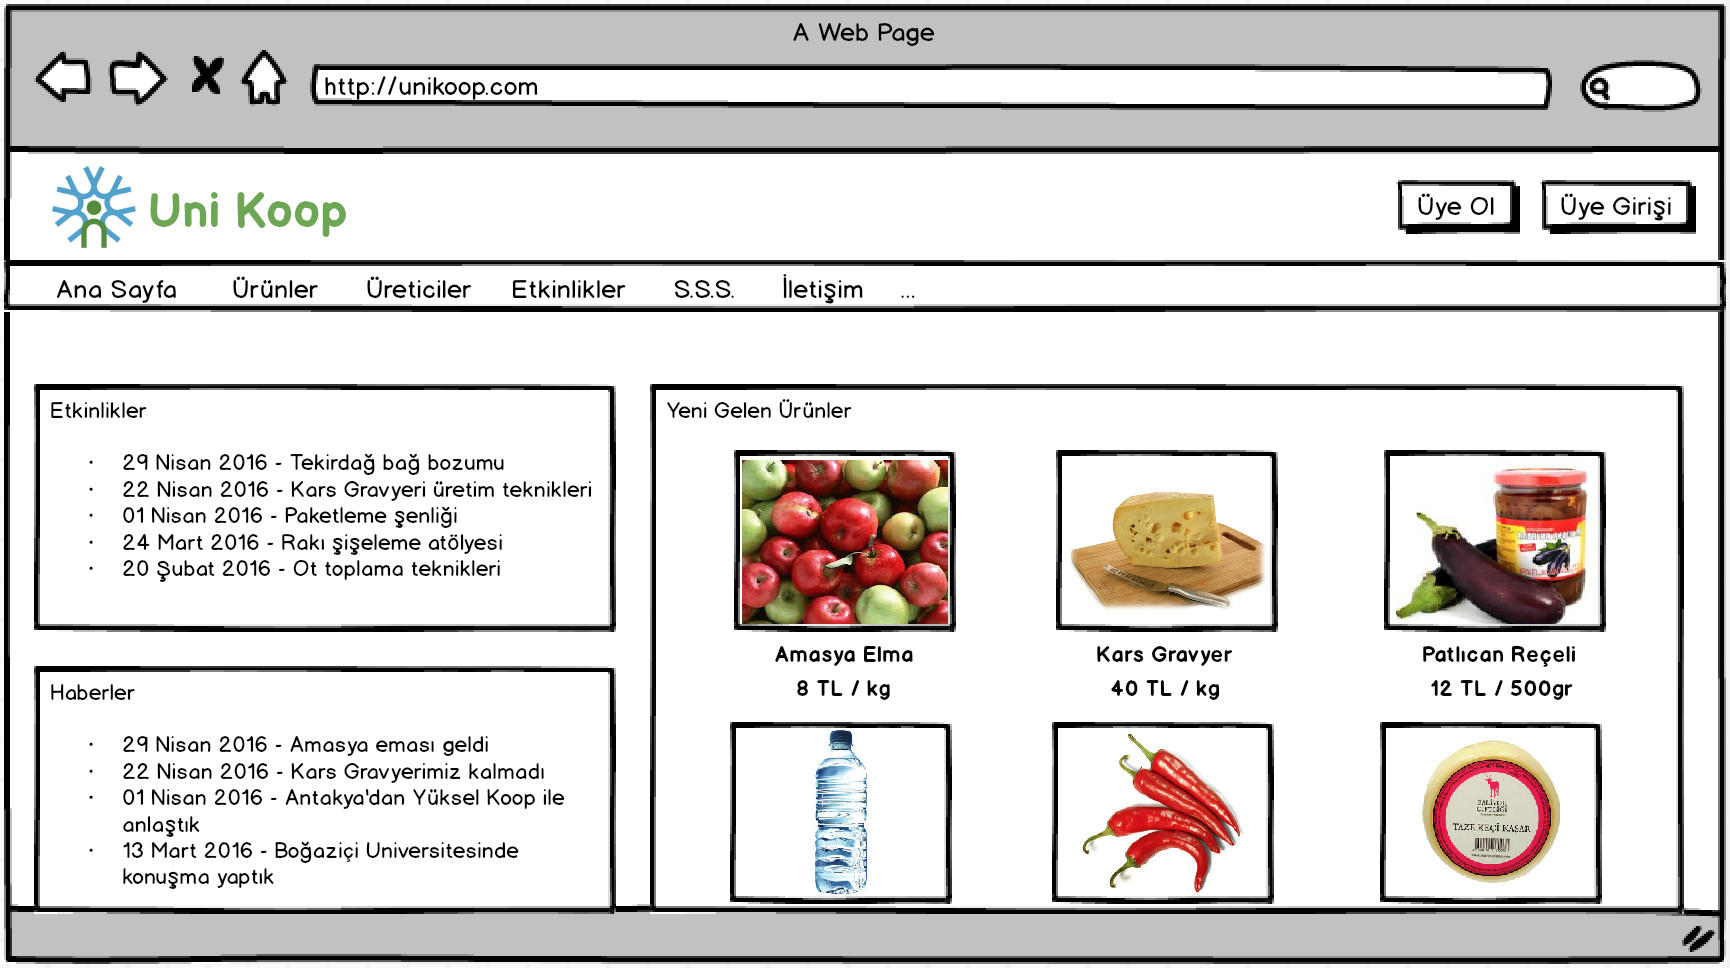 A Web Page
http://unikoop.com
Uni Koop
Üye Ol
Üye Girişi
Ana Sayfa
Ürünler
Üreticiler
Etkinlikler
S.S.S.
İletişim
...
Etkinlikler
· 29 Nisan 2016 - Tekirdağ bağ bozumu
· 22 Nisan 2016 - Kars Gravyeri üretim teknikleri
· 01 Nisan 2016 - Paketleme şenliği
· 24 Mart 2016 - Rakı şişeleme atölyesi
· 20 Şubat 2016 - Ot toplama teknikleri
Haberler
· 29 Nisan 2016 - Amasya eması geldi
· 22 Nisan 2016 - Kars Gravyerimiz kalmadı
· 01 Nisan 2016 - Antakya'dan Yüksel Koop ile
anlaştık
· 13 Mart 2016 - Boğaziçi Universitesinde
konuşma yaptık
Yeni Gelen Ürünler
Amasya Elma
8 TL / kg
Kars Gravyer
40 TL / kg
Patlıcan Reçeli
12 TL / 500gr
ÇİFTLİĞİ
TAZE KEÇİ KAŞAR